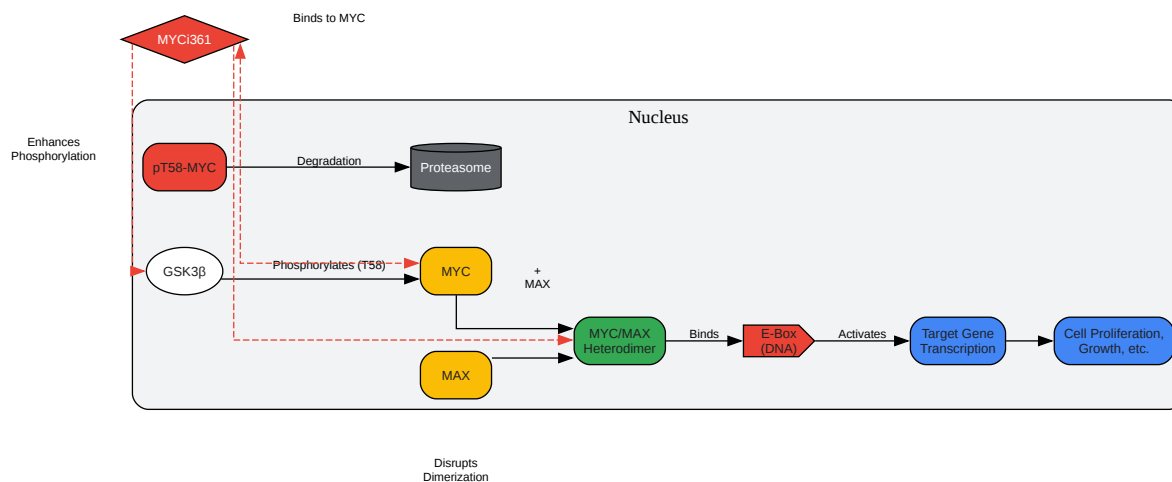 Binds to MYC
MYCi361
Nucleus
Enhances
Phosphorylation
pT58-MYC
Degradation
Proteasome
GSK3β
Phosphorylates (T58)
MYC
+
MAX
MYC/MAX
Heterodimer
Binds
E-Box
(DNA)
Activates
Target Gene
Transcription
Cell Proliferation,
Growth, etc.
MAX
Disrupts
Dimerization